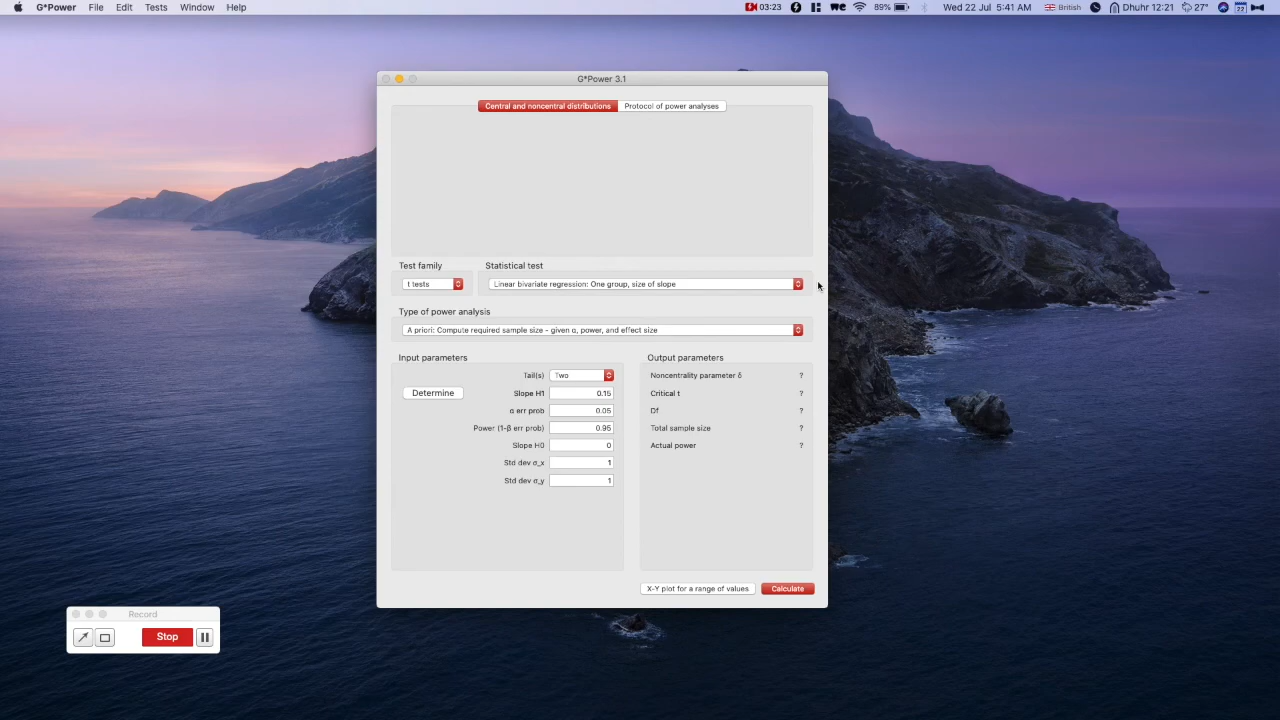 G*Power File Edit Tests Window Help 03:23 89% Wed 22 Jul 5:41 AM British Dhuhr 12:21 27° 22
G*Power 3.1
Central and noncentral distributions Protocol of power analyses
Test family Statistical test
t tests Linear bivariate regression: One group, size of slope
Type of power analysis
A priori: Compute required sample size - given α, power, and effect size
Input parameters Output parameters
Tail(s) Two Noncentrality parameter δ ?
Determine Slope H1 0.15 Critical t ?
α err prob 0.05 Df ?
Power (1-β err prob) 0.95 Total sample size ?
Slope H0 0 Actual power ?
Std dev σ_x 1
Std dev σ_y 1
X-Y plot for a range of values Calculate
Record
Stop